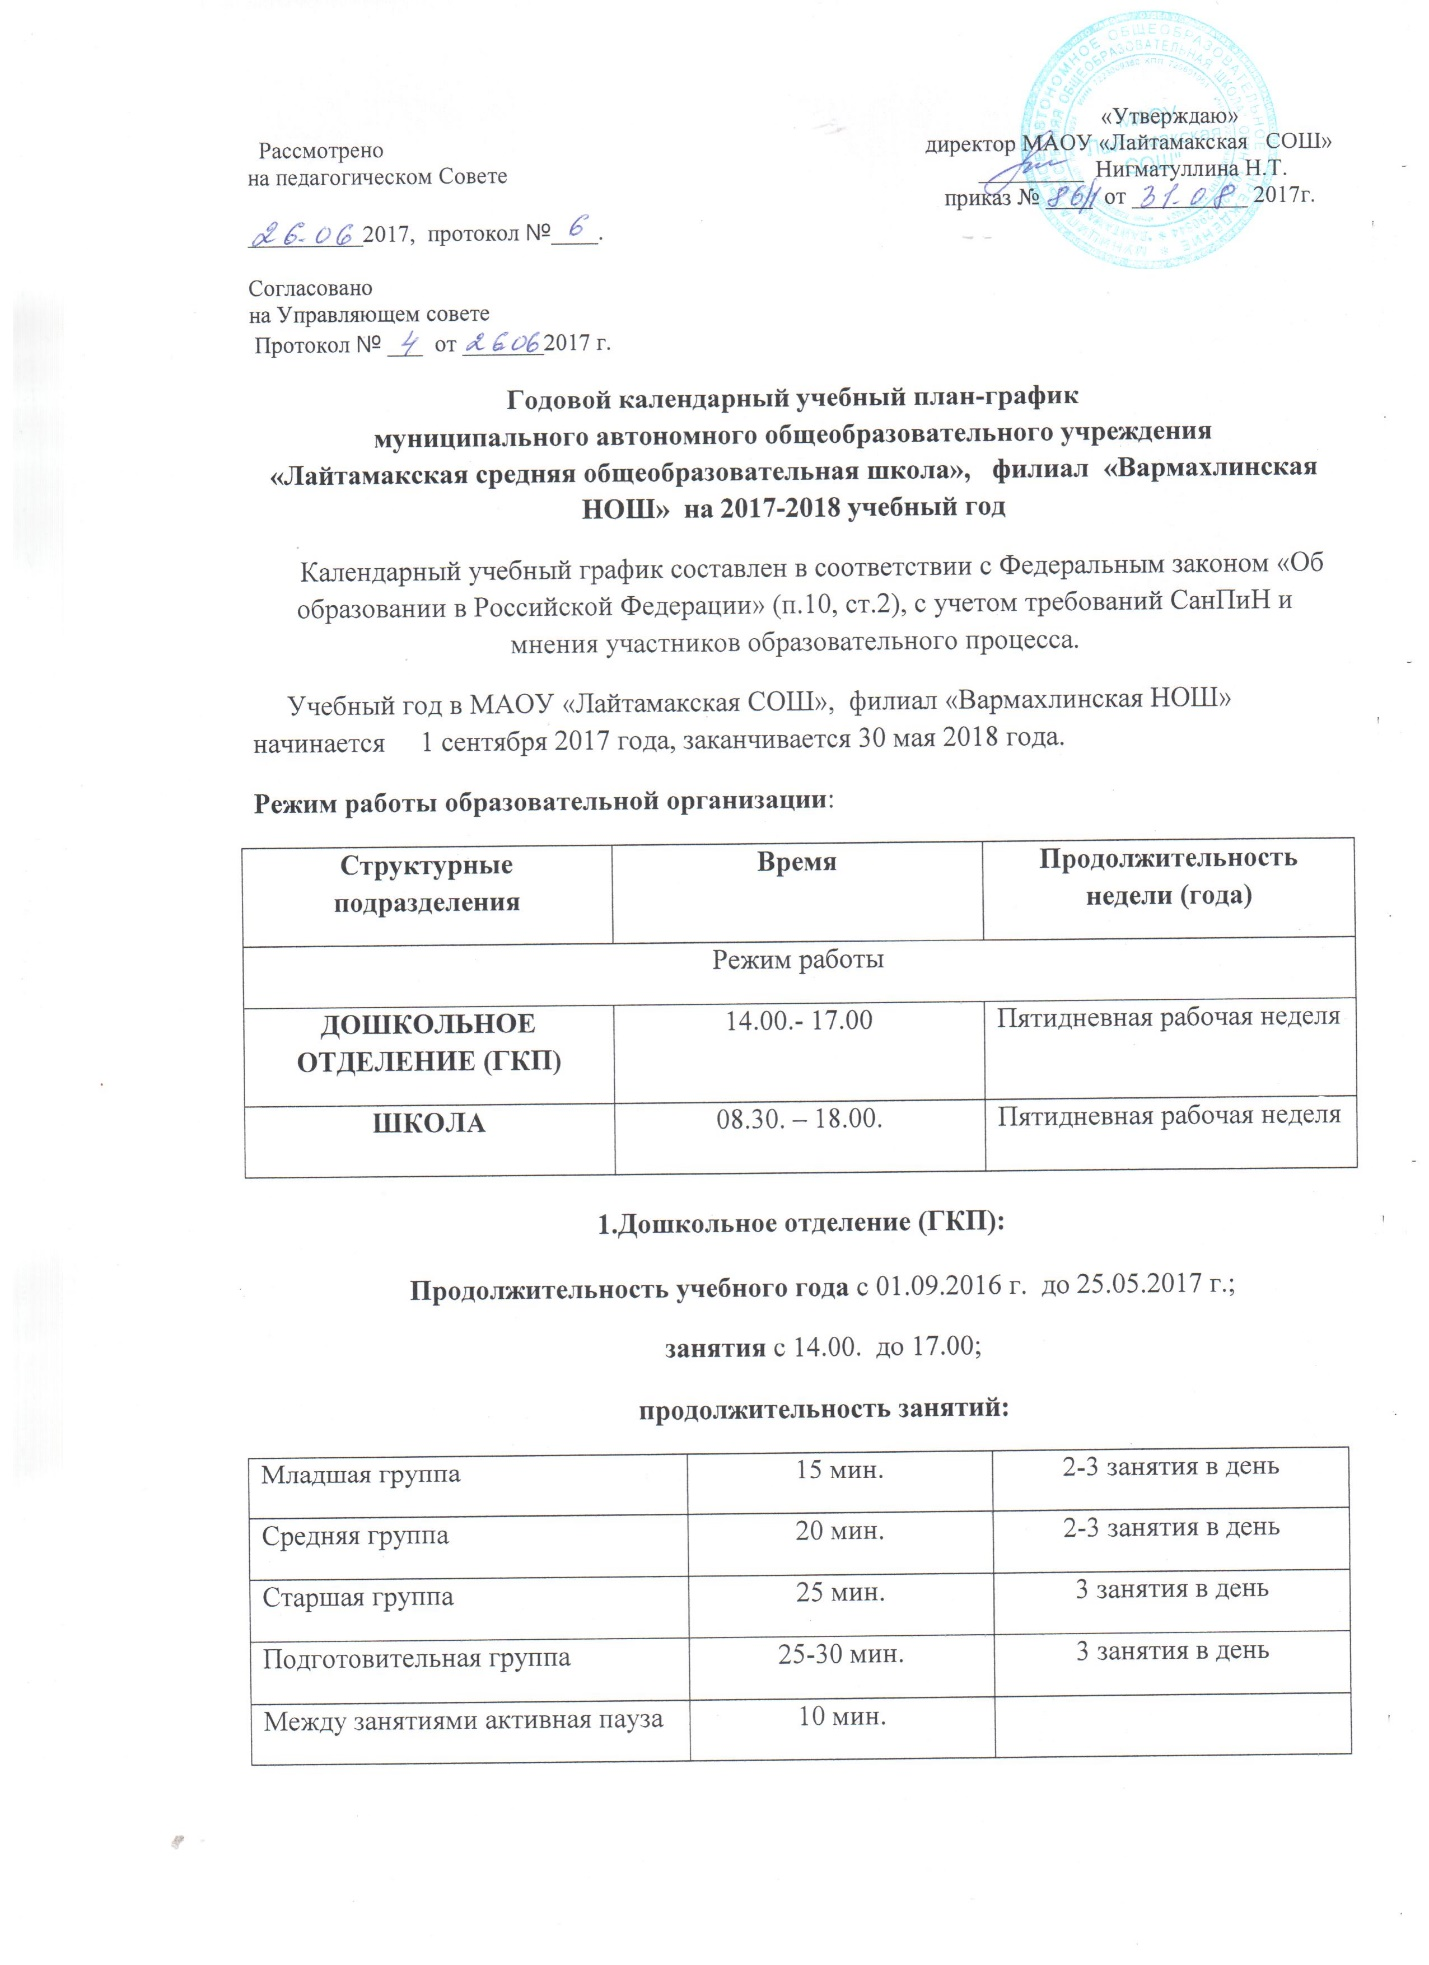 «Утверждаю»
директор МАОУ «Лайтамакская СОШ»
_________ Нигматуллина Н.Т.
приказ № 86/1 от 31.08 2017г.
Рассмотрено
на педагогическом Совете
26.06 2017, протокол № 6.
Согласовано
на Управляющем совете
Протокол № 4 от 26.06 2017 г.
Годовой календарный учебный план-график
муниципального автономного общеобразовательного учреждения
«Лайтамакская средняя общеобразовательная школа», филиал «Вармахлинская
НОШ» на 2017-2018 учебный год
Календарный учебный график составлен в соответствии с Федеральным законом «Об
образовании в Российской Федерации» (п.10, ст.2), с учетом требований СанПиН и
мнения участников образовательного процесса.
Учебный год в МАОУ «Лайтамакская СОШ», филиал «Вармахлинская НОШ»
начинается 1 сентября 2017 года, заканчивается 30 мая 2018 года.
Режим работы образовательной организации:
Структурные подразделения | Время | Продолжительность недели (года)
Режим работы
ДОШКОЛЬНОЕ ОТДЕЛЕНИЕ (ГКП) | 14.00.- 17.00 | Пятидневная рабочая неделя
ШКОЛА | 08.30. – 18.00. | Пятидневная рабочая неделя
1.Дошкольное отделение (ГКП):
Продолжительность учебного года с 01.09.2016 г. до 25.05.2017 г.;
занятия с 14.00. до 17.00;
продолжительность занятий:
Младшая группа | 15 мин. | 2-3 занятия в день
Средняя группа | 20 мин. | 2-3 занятия в день
Старшая группа | 25 мин. | 3 занятия в день
Подготовительная группа | 25-30 мин. | 3 занятия в день
Между занятиями активная пауза | 10 мин.